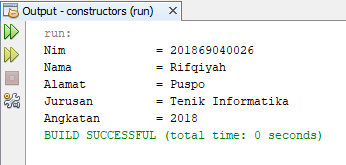 Output - constructors (run)
run:
Nim = 201869040026
Nama = Rifqiyah
Alamat = Puspo
Jurusan = Tenik Informatika
Angkatan = 2018
BUILD SUCCESSFUL (total time: 0 seconds)